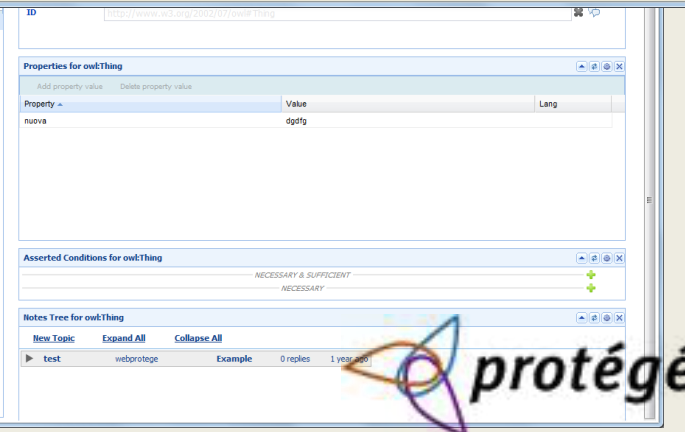 ID http://www.w3.org/2002/07/owl#Thing
Properties for owl:Thing
Add property value Delete property value
Property Value Lang
nuova dgdfg
Asserted Conditions for owl:Thing
NECESSARY & SUFFICIENT
NECESSARY
Notes Tree for owl:Thing
New Topic Expand All Collapse All
test webprotege Example 0 replies 1 year ago
protégé